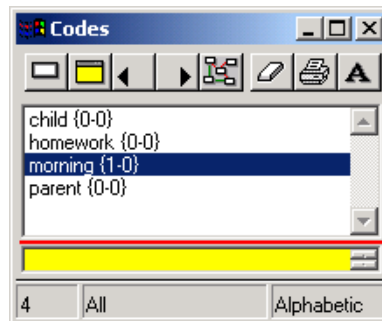 Codes
A
child {0-0}
homework {0-0}
morning {1-0}
parent {0-0}
4 All Alphabetic